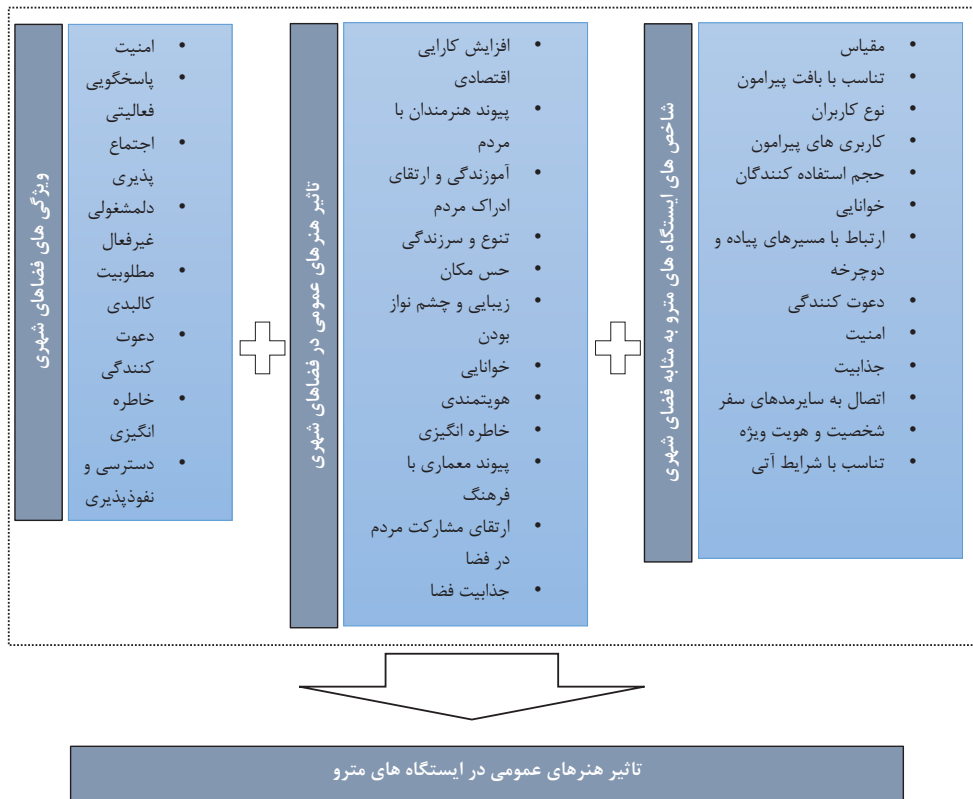 شاخص های ایستگاه های مترو به مثابه فضای شهری
• مقیاس
• تناسب با بافت پیرامون
• نوع کاربران
• کاربری های پیرامون
• حجم استفاده کنندگان
• خوانایی
• ارتباط با مسیرهای پیاده و
دوچرخه
• دعوت کنندگی
• امنیت
• جذابیت
• اتصال به سایرمدهای سفر
• شخصیت و هویت ویژه
• تناسب با شرایط آتی
تاثیر هنرهای عمومی در فضاهای شهری
• افزایش کارایی
اقتصادی
• پیوند هنرمندان با
مردم
• آموزندگی و ارتقای
ادراک مردم
• تنوع و سرزندگی
• حس مکان
• زیبایی و چشم نواز
بودن
• خوانایی
• هویتمندی
• خاطره انگیزی
• پیوند معماری با
فرهنگ
• ارتقای مشارکت مردم
در فضا
• جذابیت فضا
ویژگی های فضاهای شهری
• امنیت
• پاسخگویی
فعالیتی
• اجتماع
پذیری
• دلمشغولی
غیرفعال
• مطلوبیت
کالبدی
• دعوت
کنندگی
• خاطره
انگیزی
• دسترسی و
نفوذپذیری
تاثیر هنرهای عمومی در ایستگاه های مترو